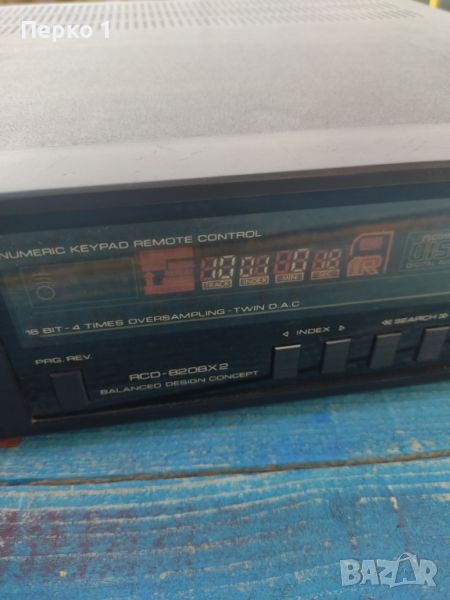 Перко 1
NUMERIC KEYPAD REMOTE CONTROL
TRACK INDEX MIN SEC
16 BIT - 4 TIMES OVERSAMPLING - TWIN D.A.C
PRG. REV.
INDEX
SEARCH
RCD-820BX2
BALANCED DESIGN CONCEPT
BAZAR